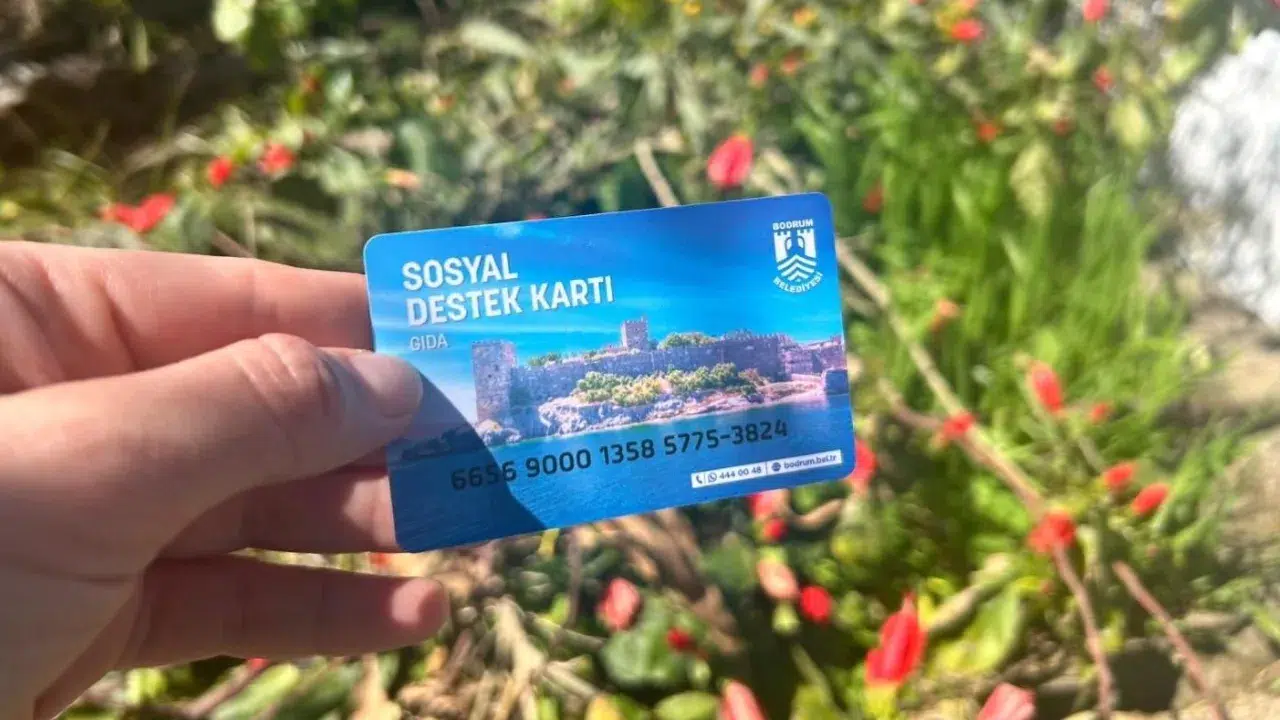 SOSYAL
DESTEK KARTI
GIDA
BODRUM
BELEDİYESİ
6656 9000 1358 5775-3824
444 00 48 | bodrum.bel.tr